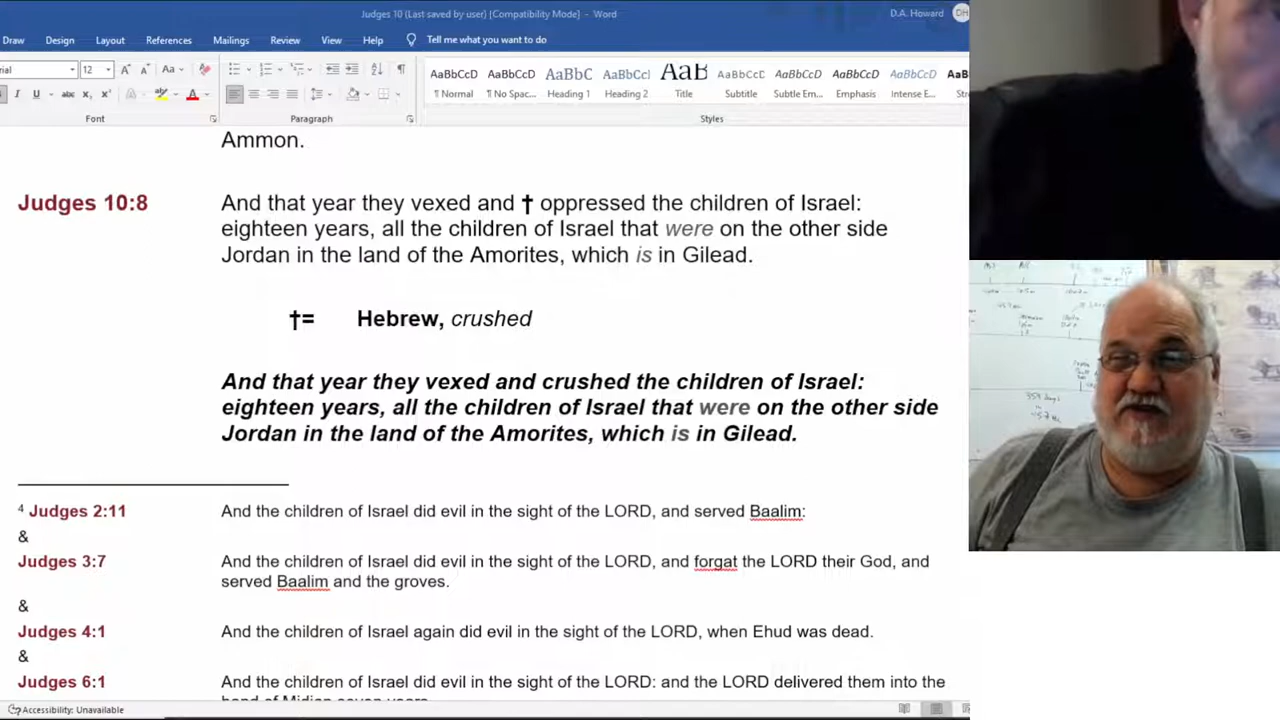 Judges 10 (Last saved by user) [Compatibility Mode] - Word
D.A. Howard
DH
Draw Design Layout References Mailings Review View Help Tell me what you want to do
12
Aa
AaBbCcD AaBbCcD AaBbC AaBbCcI AaB AaBbCcD AaBbCcD AaBbCcD AaBbCcD
¶ Normal ¶ No Spac... Heading 1 Heading 2 Title Subtitle Subtle Em... Emphasis Intense E...
Font Paragraph Styles
Ammon.
Judges 10:8 And that year they vexed and † oppressed the children of Israel:
eighteen years, all the children of Israel that were on the other side
Jordan in the land of the Amorites, which is in Gilead.
†= Hebrew, crushed
And that year they vexed and crushed the children of Israel:
eighteen years, all the children of Israel that were on the other side
Jordan in the land of the Amorites, which is in Gilead.
4 Judges 2:11 And the children of Israel did evil in the sight of the LORD, and served Baalim:
&
Judges 3:7 And the children of Israel did evil in the sight of the LORD, and forgat the LORD their God, and
served Baalim and the groves.
&
Judges 4:1 And the children of Israel again did evil in the sight of the LORD, when Ehud was dead.
&
Judges 6:1 And the children of Israel did evil in the sight of the LORD: and the LORD delivered them into the
hand of Midian seven years.
Accessibility: Unavailable